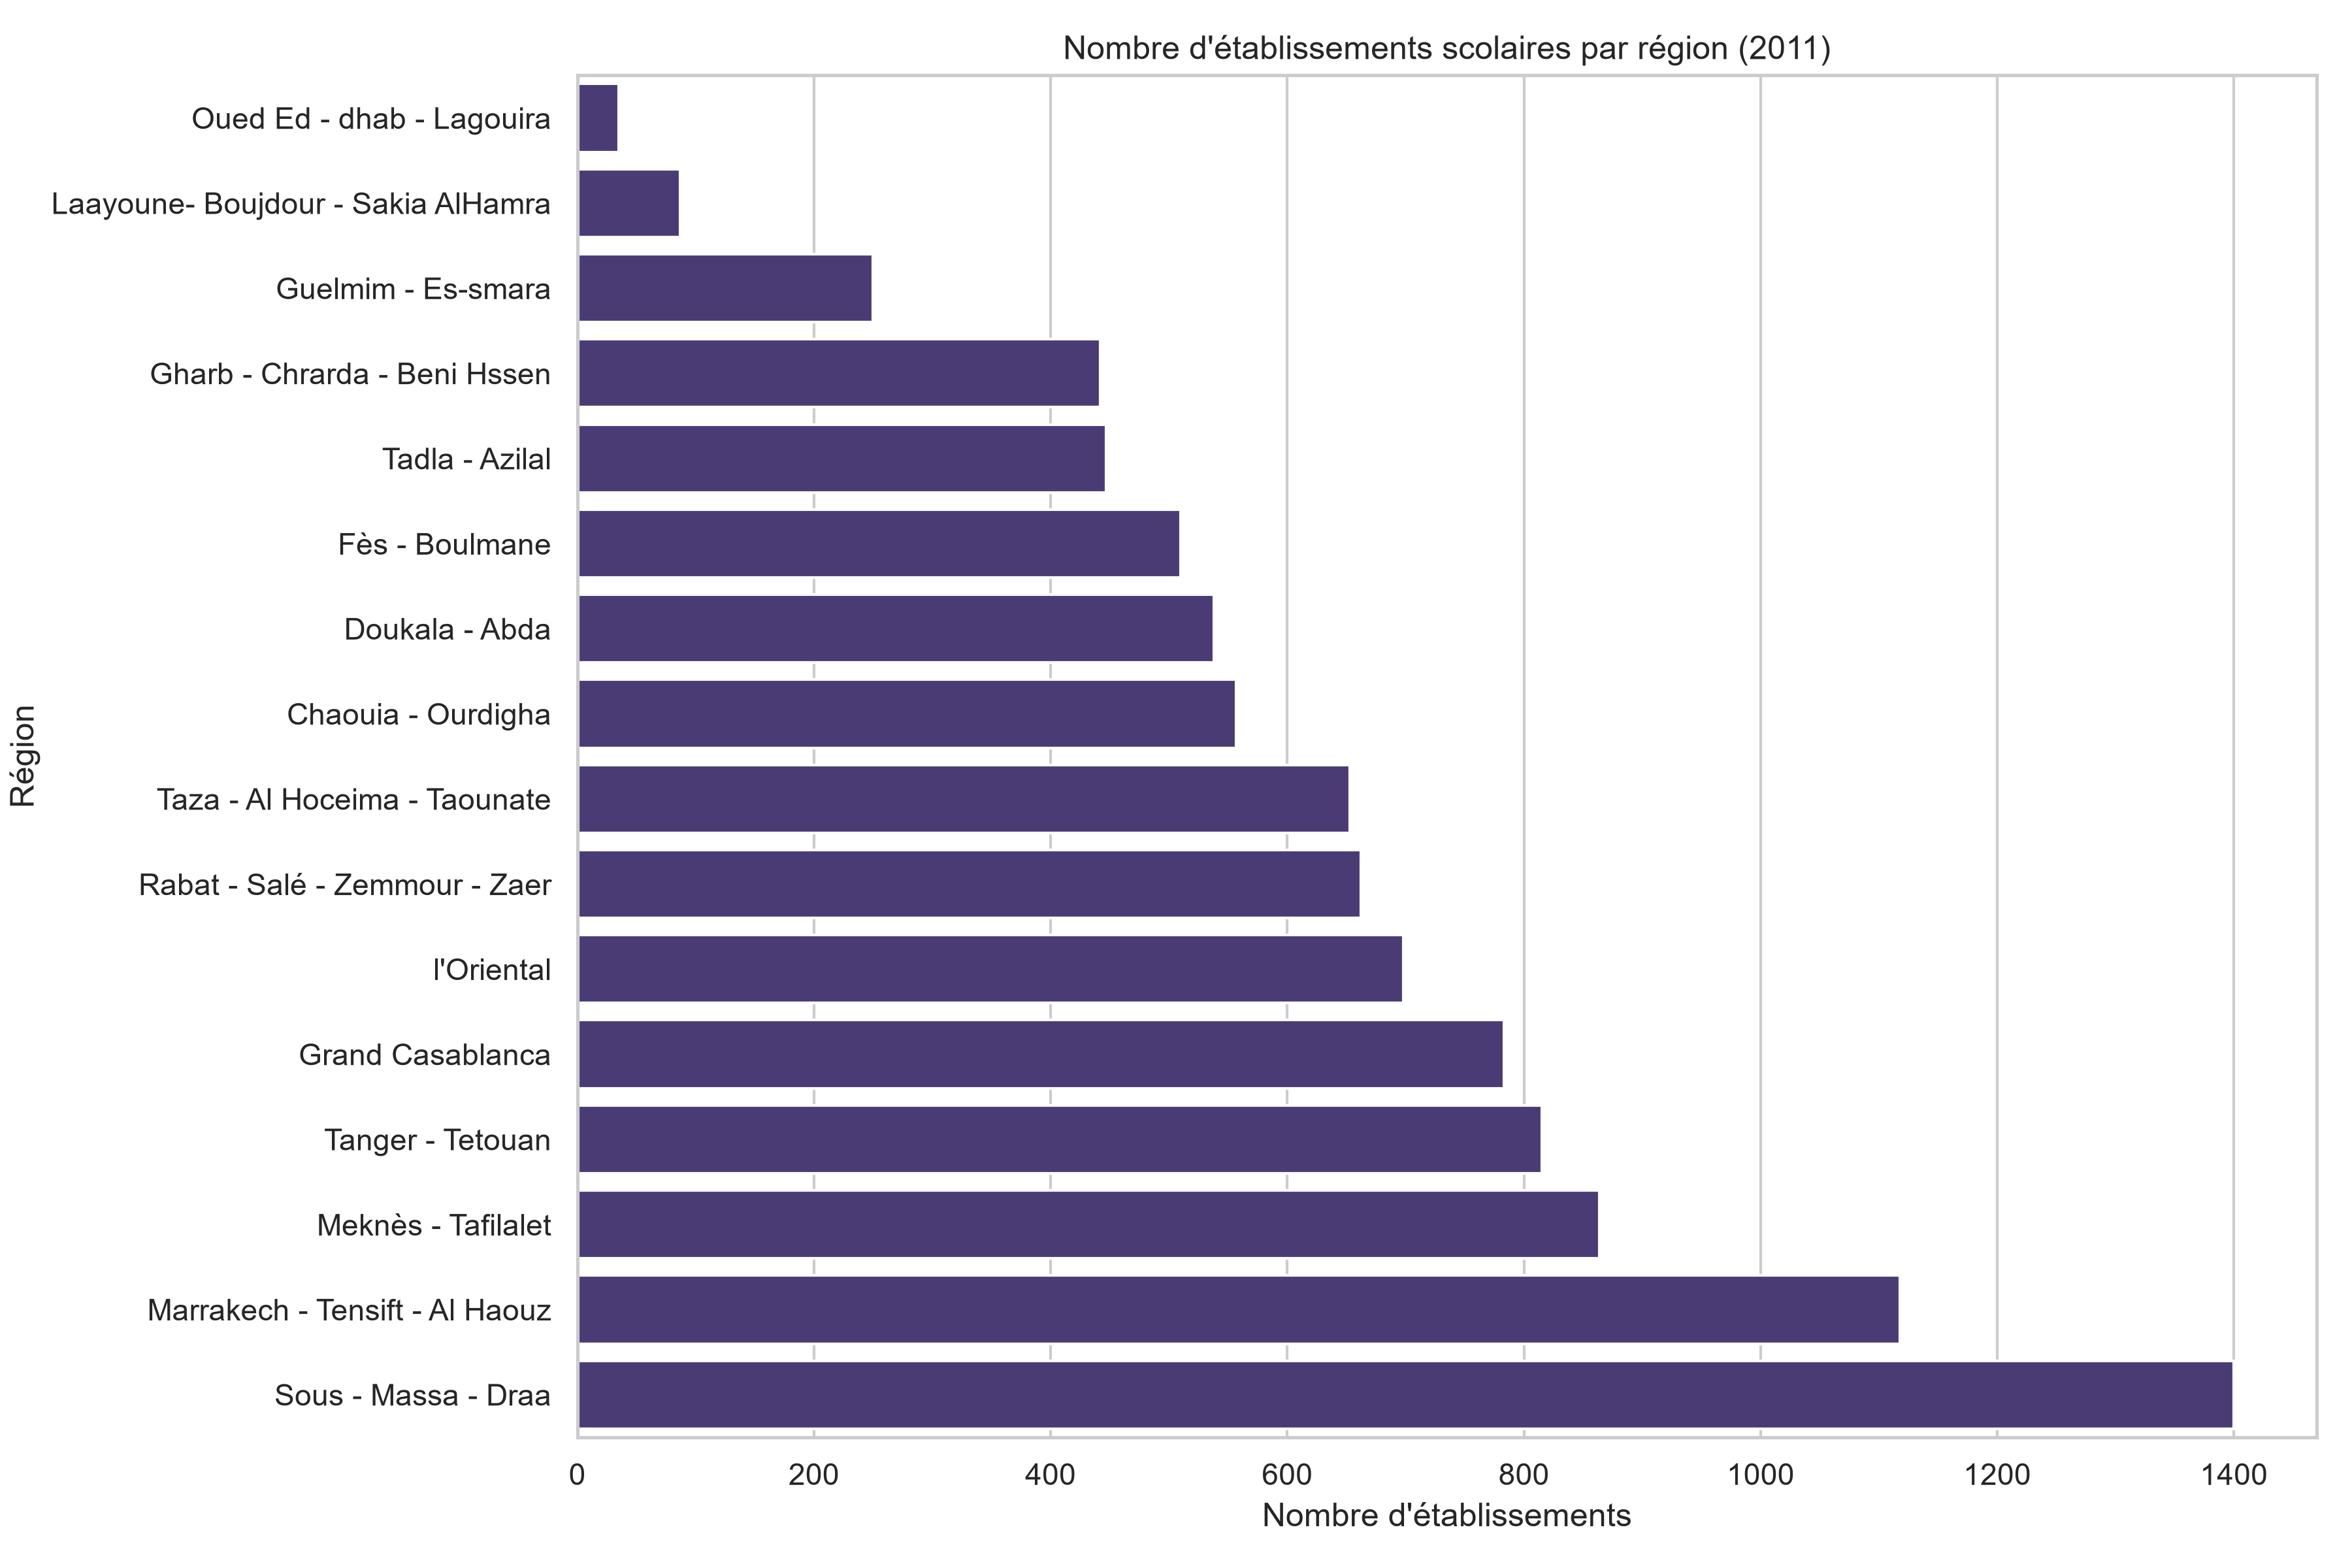 Nombre d'établissements scolaires par région (2011)
Région
Oued Ed - dhab - Lagouira
Laayoune- Boujdour - Sakia AlHamra
Guelmim - Es-smara
Gharb - Chrarda - Beni Hssen
Tadla - Azilal
Fès - Boulmane
Doukala - Abda
Chaouia - Ourdigha
Taza - Al Hoceima - Taounate
Rabat - Salé - Zemmour - Zaer
l'Oriental
Grand Casablanca
Tanger - Tetouan
Meknès - Tafilalet
Marrakech - Tensift - Al Haouz
Sous - Massa - Draa
0 200 400 600 800 1000 1200 1400
Nombre d'établissements